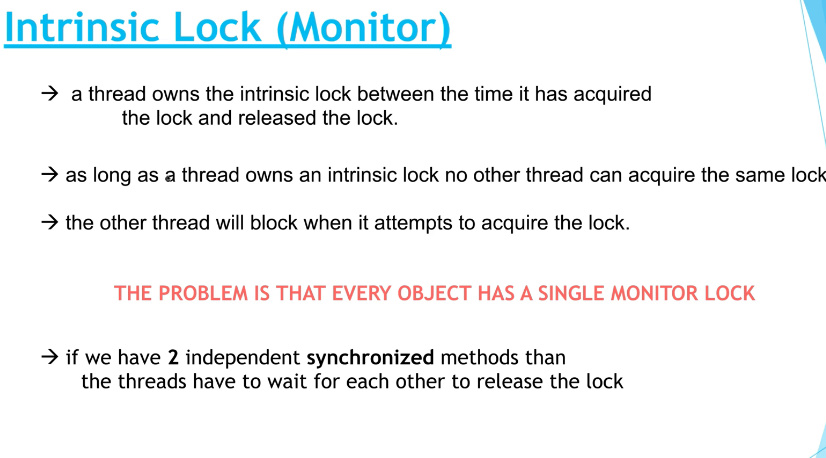 Intrinsic Lock (Monitor)
→ a thread owns the intrinsic lock between the time it has acquired
the lock and released the lock.
→ as long as a thread owns an intrinsic lock no other thread can acquire the same lock
→ the other thread will block when it attempts to acquire the lock.
THE PROBLEM IS THAT EVERY OBJECT HAS A SINGLE MONITOR LOCK
→ if we have 2 independent synchronized methods than
the threads have to wait for each other to release the lock